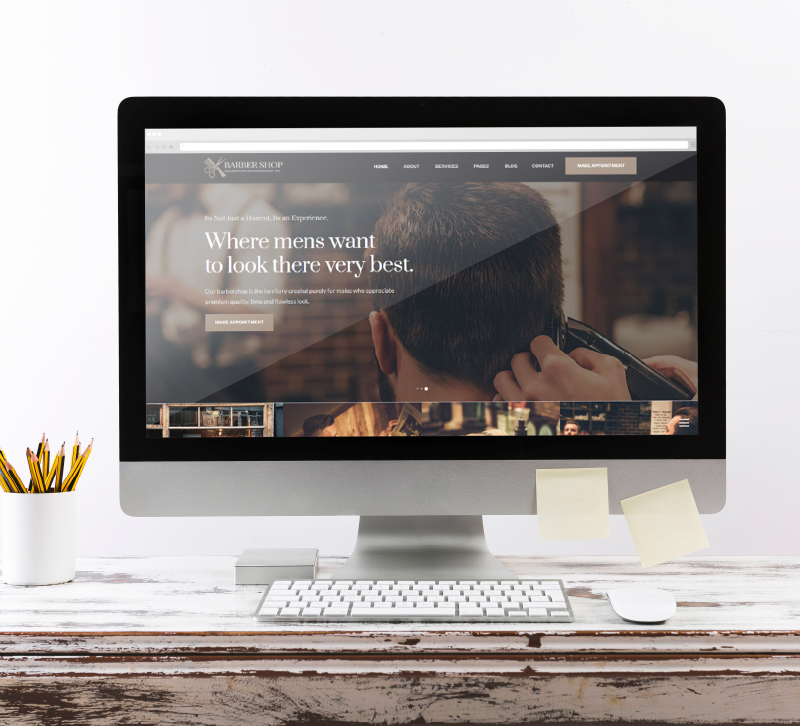 BARBER SHOP
HOME ABOUT SERVICES PAGES BLOG CONTACT MAKE APPOINTMENT
Its Not Just a Haircut, Its an Experience.
Where mens want
to look there very best.
Our barbershop is the territory created purely for males who appreciate
premium quality, time and flawless look.
MAKE APPOINTMENT